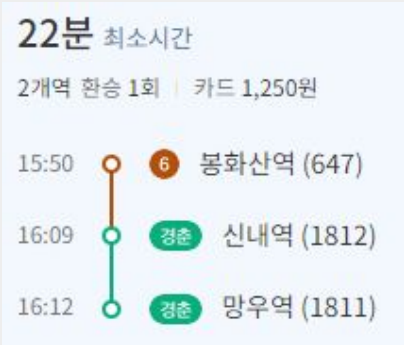 22분 최소시간
2개역 환승 1회 카드 1,250원
15:50 6 봉화산역 (647)
16:09 경춘 신내역 (1812)
16:12 경춘 망우역 (1811)